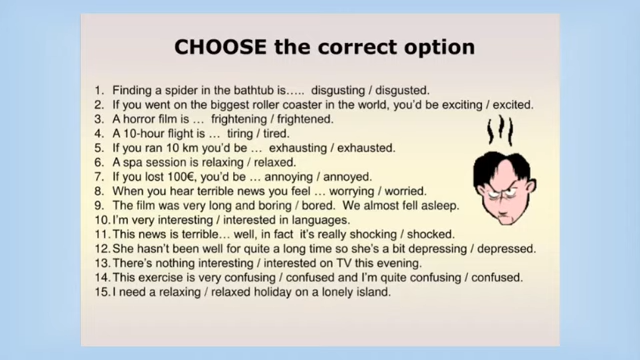 CHOOSE the correct option
1. Finding a spider in the bathtub is….. disgusting / disgusted.
2. If you went on the biggest roller coaster in the world, you’d be exciting / excited.
3. A horror film is … frightening / frightened.
4. A 10-hour flight is … tiring / tired.
5. If you ran 10 km you’d be … exhausting / exhausted.
6. A spa session is relaxing / relaxed.
7. If you lost 100€, you’d be … annoying / annoyed.
8. When you hear terrible news you feel … worrying / worried.
9. The film was very long and boring / bored. We almost fell asleep.
10. I’m very interesting / interested in languages.
11. This news is terrible… well, in fact it’s really shocking / shocked.
12. She hasn’t been well for quite a long time so she’s a bit depressing / depressed.
13. There’s nothing interesting / interested on TV this evening.
14. This exercise is very confusing / confused and I’m quite confusing / confused.
15. I need a relaxing / relaxed holiday on a lonely island.